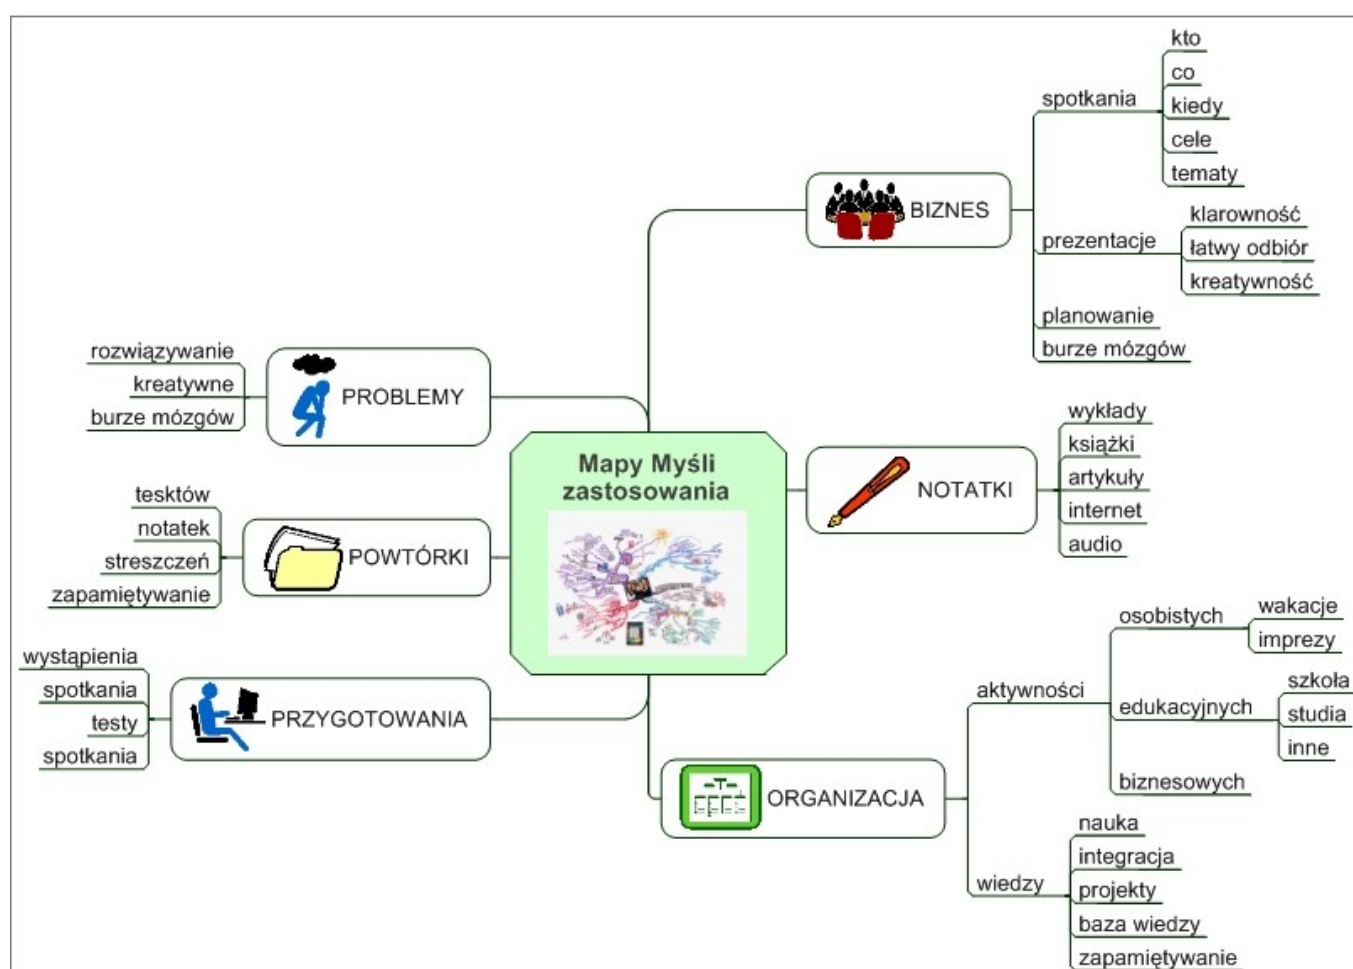 Mapy Myśli
zastosowania
BIZNES
spotkania
kto
co
kiedy
cele
tematy
prezentacje
klarowność
łatwy odbiór
kreatywność
planowanie
burze mózgów
NOTATKI
wykłady
książki
artykuły
internet
audio
ORGANIZACJA
aktywności
osobistych
wakacje
imprezy
edukacyjnych
szkoła
studia
inne
biznesowych
wiedzy
nauka
integracja
projekty
baza wiedzy
zapamiętywanie
PROBLEMY
rozwiązywanie
kreatywne
burze mózgów
POWTÓRKI
tesktów
notatek
streszczeń
zapamiętywanie
PRZYGOTOWANIA
wystąpienia
spotkania
testy
spotkania